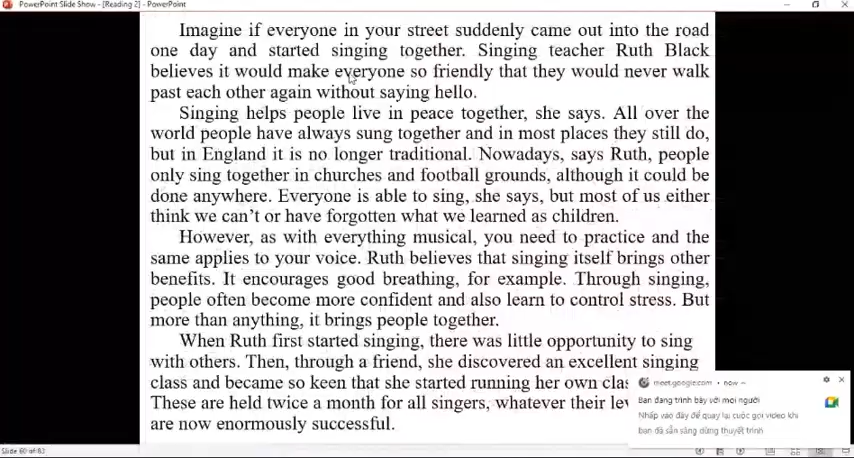 PowerPoint Slide Show - [Reading 2] - PowerPoint
Imagine if everyone in your street suddenly came out into the road
one day and started singing together. Singing teacher Ruth Black
believes it would make everyone so friendly that they would never walk
past each other again without saying hello.
Singing helps people live in peace together, she says. All over the
world people have always sung together and in most places they still do,
but in England it is no longer traditional. Nowadays, says Ruth, people
only sing together in churches and football grounds, although it could be
done anywhere. Everyone is able to sing, she says, but most of us either
think we can't or have forgotten what we learned as children.
However, as with everything musical, you need to practice and the
same applies to your voice. Ruth believes that singing itself brings other
benefits. It encourages good breathing, for example. Through singing,
people often become more confident and also learn to control stress. But
more than anything, it brings people together.
When Ruth first started singing, there was little opportunity to sing
with others. Then, through a friend, she discovered an excellent singing
class and became so keen that she started running her own clas
These are held twice a month for all singers, whatever their lev
are now enormously successful.
meet.google.com • now
Bạn đang trình bày với mọi người
Nhấp vào đây để quay lại cuộc gọi video khi
bạn đã sẵn sàng dừng thuyết trình
Slide 60 of 63